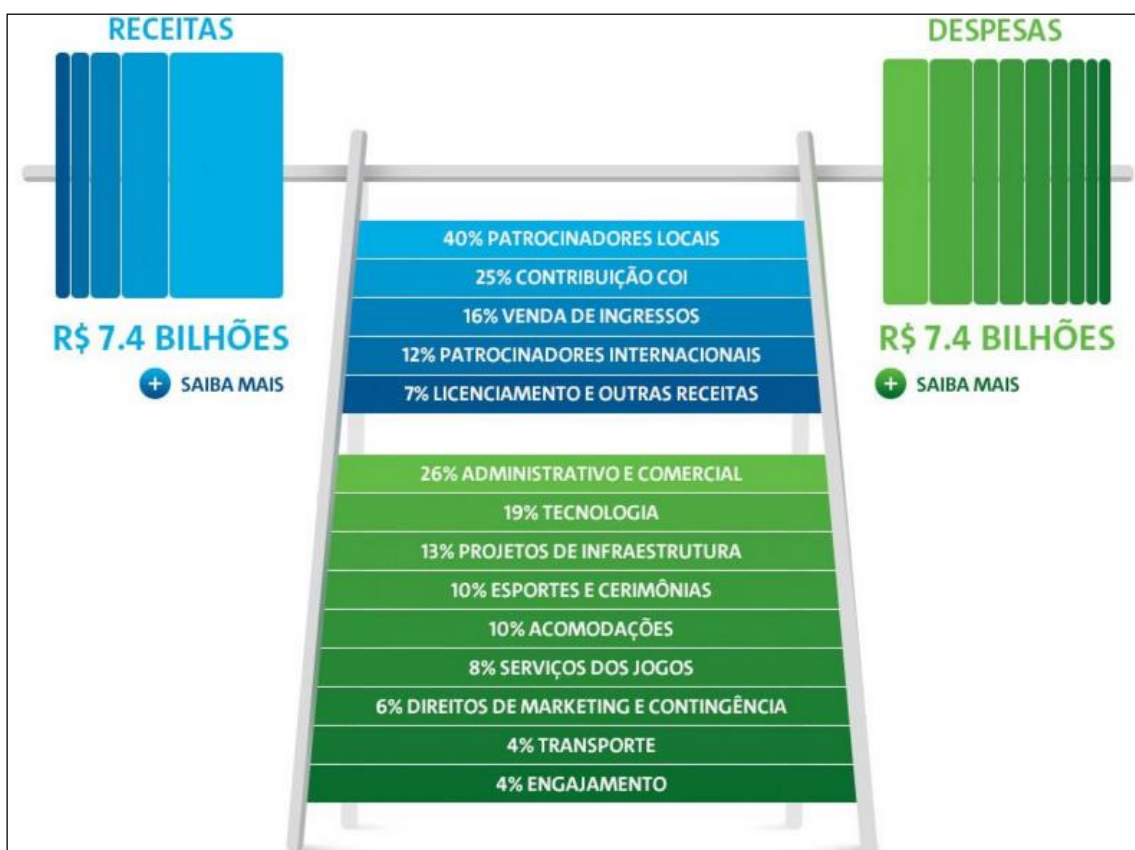 RECEITAS
DESPESAS
40% PATROCINADORES LOCAIS
25% CONTRIBUIÇÃO COI
16% VENDA DE INGRESSOS
12% PATROCINADORES INTERNACIONAIS
7% LICENCIAMENTO E OUTRAS RECEITAS
R$ 7.4 BILHÕES
+ SAIBA MAIS
R$ 7.4 BILHÕES
+ SAIBA MAIS
26% ADMINISTRATIVO E COMERCIAL
19% TECNOLOGIA
13% PROJETOS DE INFRAESTRUTURA
10% ESPORTES E CERIMÔNIAS
10% ACOMODAÇÕES
8% SERVIÇOS DOS JOGOS
6% DIREITOS DE MARKETING E CONTINGÊNCIA
4% TRANSPORTE
4% ENGAJAMENTO